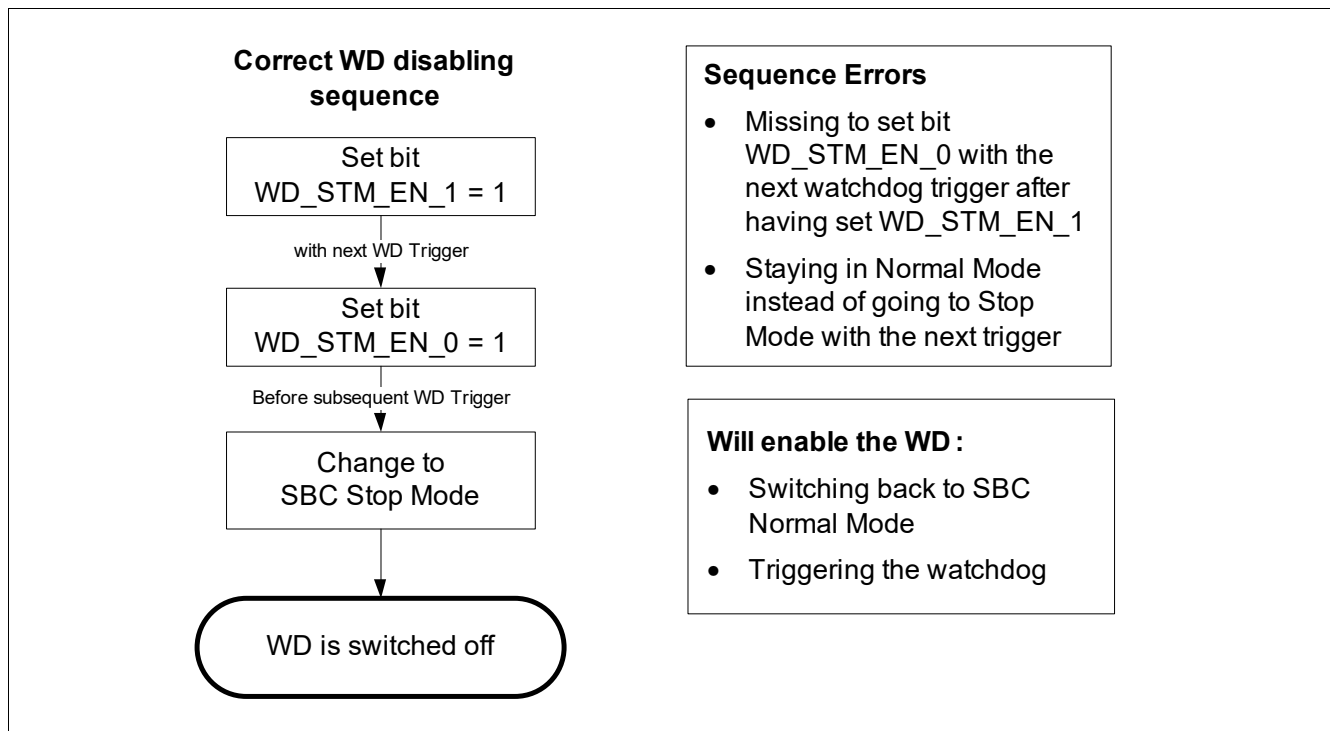 Correct WD disabling
sequence
Set bit
WD_STM_EN_1 = 1
with next WD Trigger
Set bit
WD_STM_EN_0 = 1
Before subsequent WD Trigger
Change to
SBC Stop Mode
WD is switched off
Sequence Errors
• Missing to set bit
WD_STM_EN_0 with the
next watchdog trigger after
having set WD_STM_EN_1
• Staying in Normal Mode
instead of going to Stop
Mode with the next trigger
Will enable the WD :
• Switching back to SBC
Normal Mode
• Triggering the watchdog